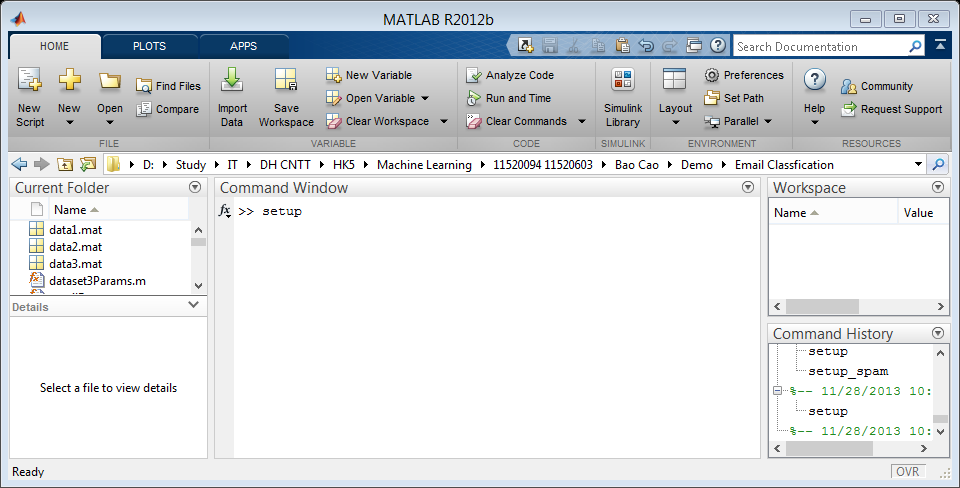 MATLAB R2012b
HOME PLOTS APPS Search Documentation
New Script New Open Find Files Compare Import Data Save Workspace New Variable Open Variable Clear Workspace Analyze Code Run and Time Clear Commands Simulink Library Layout Preferences Set Path Parallel Help Community Request Support
FILE VARIABLE CODE SIMULINK ENVIRONMENT RESOURCES
D: Study IT DH CNTT HK5 Machine Learning 11520094 11520603 Bao Cao Demo Email Classfication
Current Folder
Name
data1.mat
data2.mat
data3.mat
dataset3Params.m
Details
Select a file to view details
Command Window
fx >> setup
Workspace
Name Value
Command History
setup
setup_spam
%-- 11/28/2013 10:
setup
%-- 11/28/2013 10:
Ready OVR